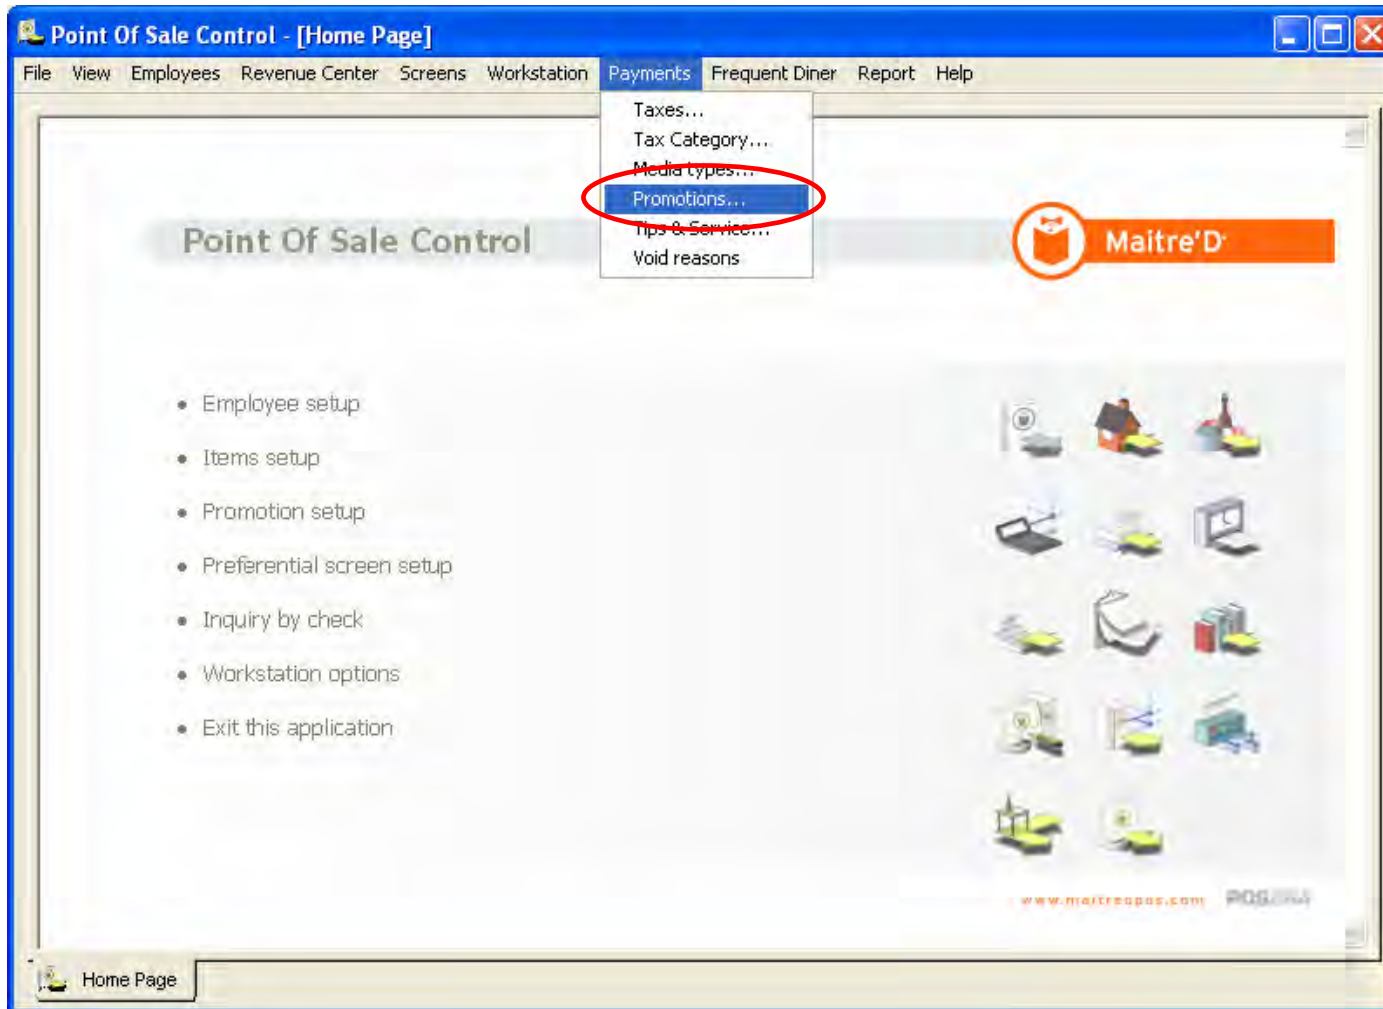 Point Of Sale Control - [Home Page]
File View Employees Revenue Center Screens Workstation Payments Frequent Diner Report Help
Taxes...
Tax Category...
Media types...
Promotions...
Tips & Service...
Void reasons
Point Of Sale Control
Maitre'D
Employee setup
Items setup
Promotion setup
Preferential screen setup
Inquiry by check
Workstation options
Exit this application
www.maitredpos.com
Home Page